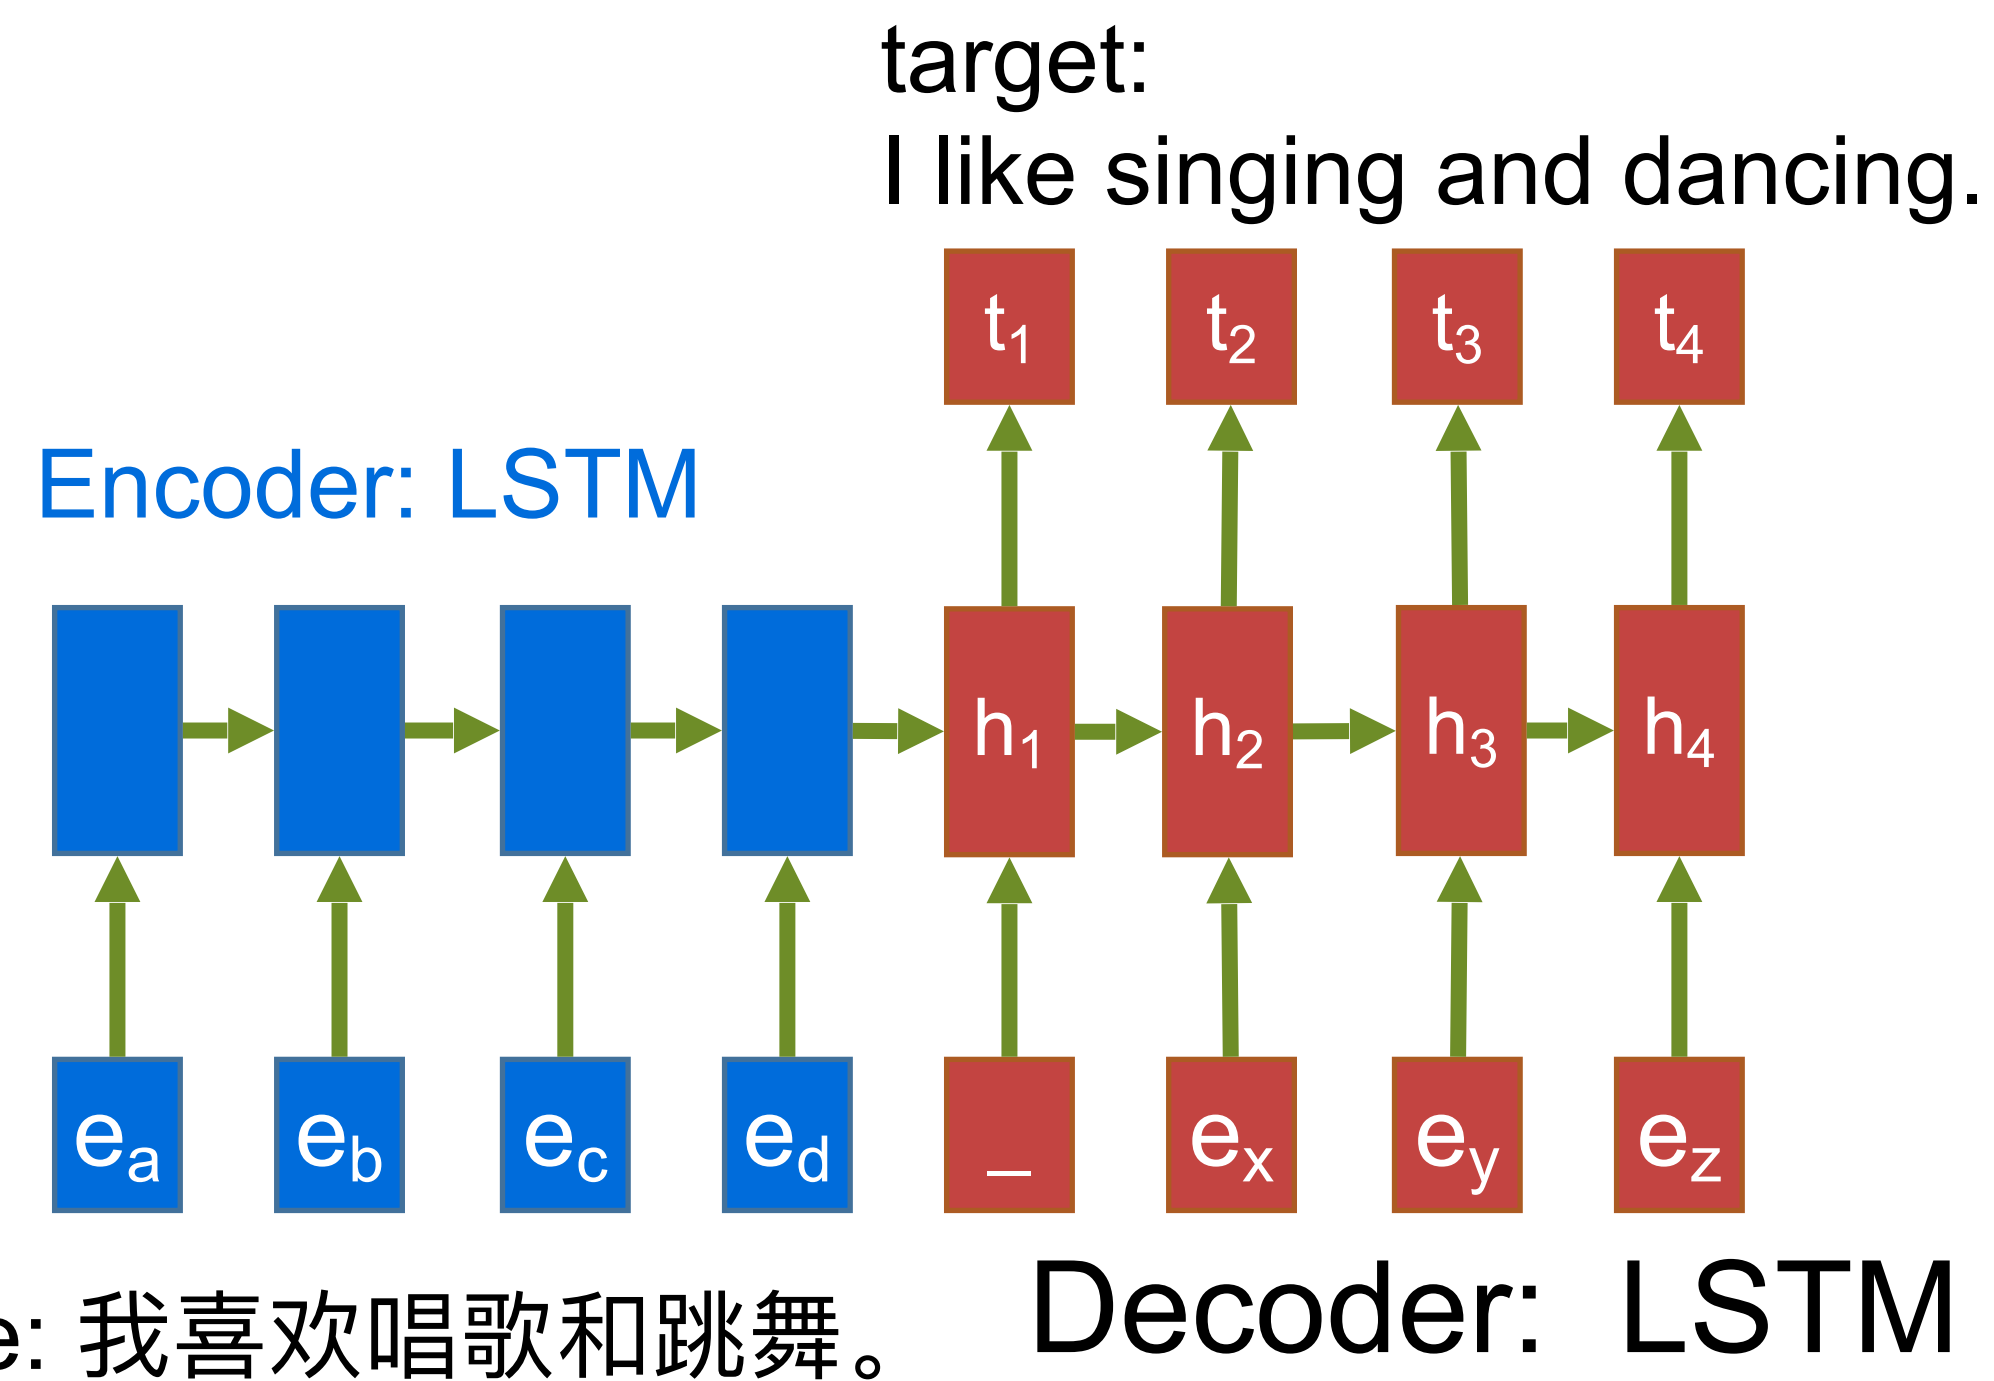 target:
I like singing and dancing.
t1 t2 t3 t4
Encoder: LSTM
h1 h2 h3 h4
ea eb ec ed _ ex ey ez
e: 我喜欢唱歌和跳舞。
Decoder: LSTM